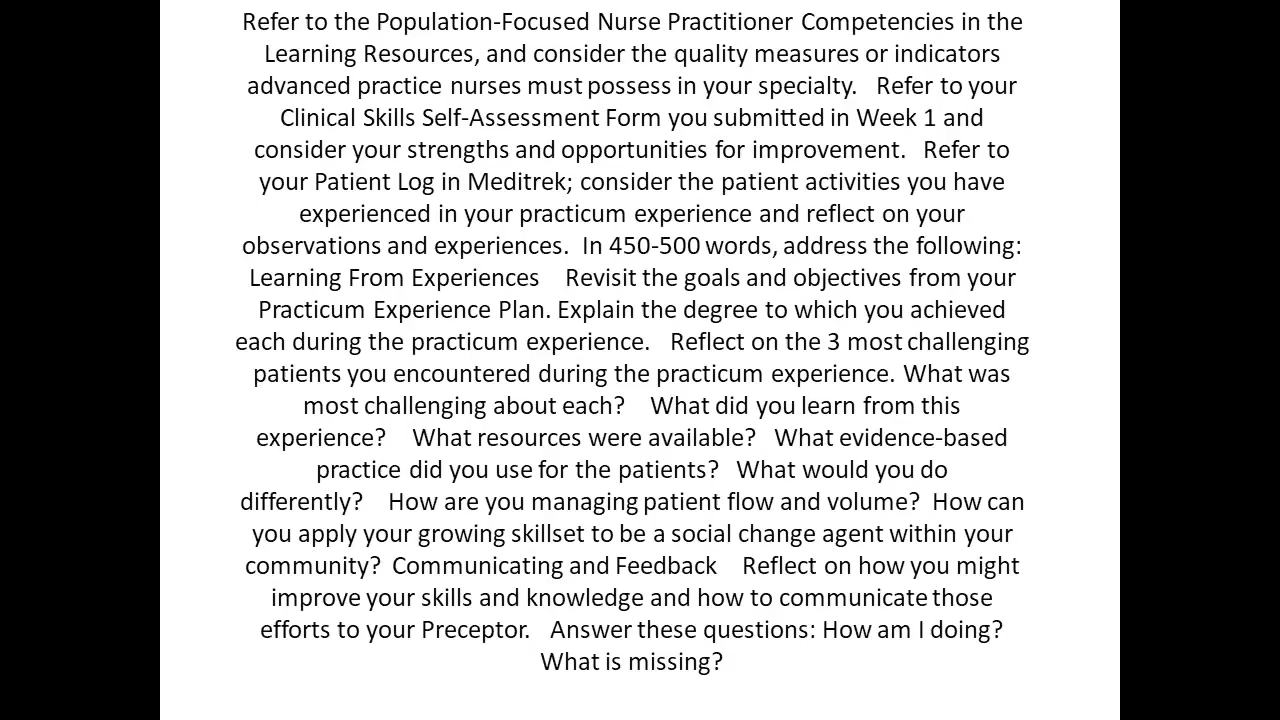 Refer to the Population-Focused Nurse Practitioner Competencies in the
Learning Resources, and consider the quality measures or indicators
advanced practice nurses must possess in your specialty.   Refer to your
Clinical Skills Self-Assessment Form you submitted in Week 1 and
consider your strengths and opportunities for improvement.   Refer to
your Patient Log in Meditrek; consider the patient activities you have
experienced in your practicum experience and reflect on your
observations and experiences.  In 450-500 words, address the following:
Learning From Experiences    Revisit the goals and objectives from your
Practicum Experience Plan. Explain the degree to which you achieved
each during the practicum experience.   Reflect on the 3 most challenging
patients you encountered during the practicum experience. What was
most challenging about each?    What did you learn from this
experience?    What resources were available?   What evidence-based
practice did you use for the patients?   What would you do
differently?    How are you managing patient flow and volume?  How can
you apply your growing skillset to be a social change agent within your
community?  Communicating and Feedback    Reflect on how you might
improve your skills and knowledge and how to communicate those
efforts to your Preceptor.   Answer these questions: How am I doing?
What is missing?